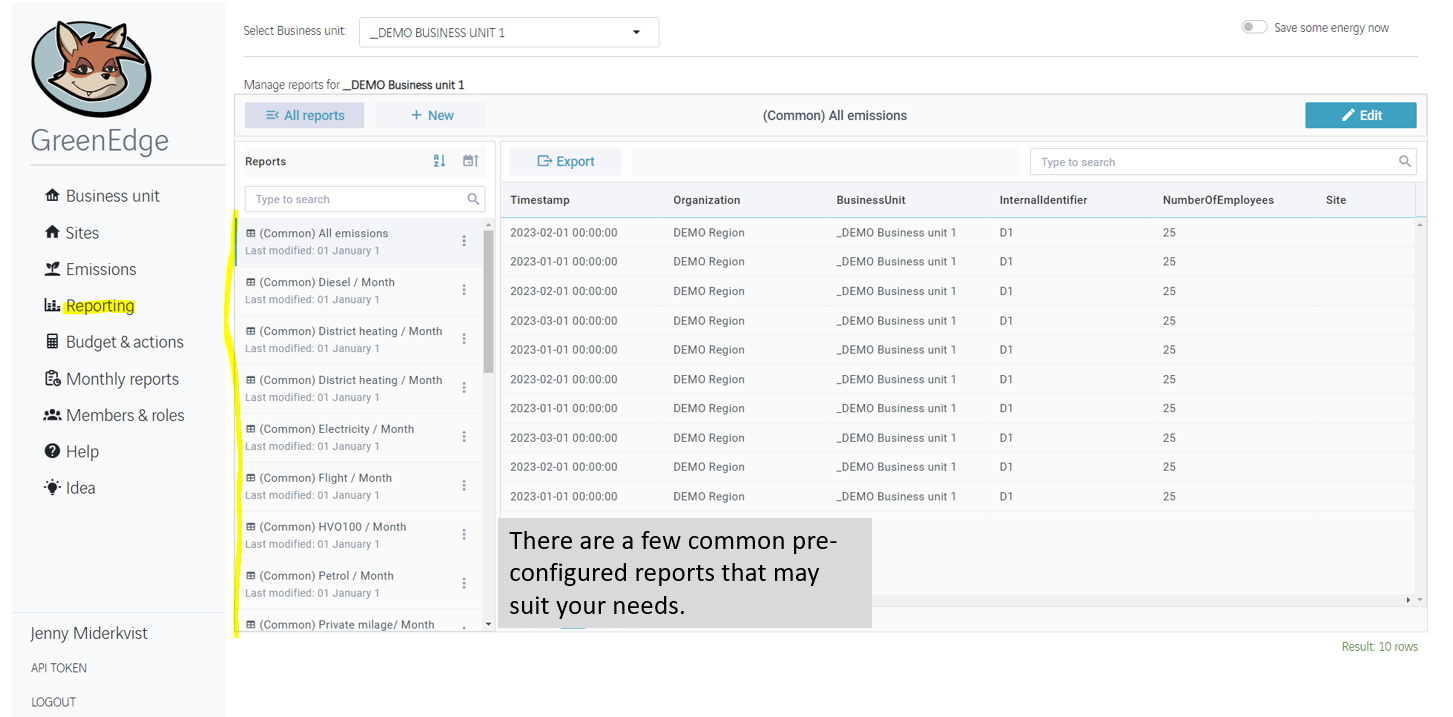 Select Business unit:
_DEMO BUSINESS UNIT 1
Save some energy now
GreenEdge
Business unit
Sites
Emissions
Reporting
Budget & actions
Monthly reports
Members & roles
Help
Idea
Jenny Miderkvist
API TOKEN
LOGOUT
Manage reports for _DEMO Business unit 1
All reports
+ New
(Common) All emissions
Edit
Reports
Type to search
(Common) All emissions
Last modified: 01 January 1
(Common) Diesel / Month
Last modified: 01 January 1
(Common) District heating / Month
Last modified: 01 January 1
(Common) District heating / Month
Last modified: 01 January 1
(Common) Electricity / Month
Last modified: 01 January 1
(Common) Flight / Month
Last modified: 01 January 1
(Common) HVO100 / Month
Last modified: 01 January 1
(Common) Petrol / Month
Last modified: 01 January 1
(Common) Private milage/ Month
Export
Type to search
Timestamp Organization BusinessUnit InternalIdentifier NumberOfEmployees Site
2023-02-01 00:00:00 DEMO Region _DEMO Business unit 1 D1 25
2023-01-01 00:00:00 DEMO Region _DEMO Business unit 1 D1 25
2023-02-01 00:00:00 DEMO Region _DEMO Business unit 1 D1 25
2023-03-01 00:00:00 DEMO Region _DEMO Business unit 1 D1 25
2023-01-01 00:00:00 DEMO Region _DEMO Business unit 1 D1 25
2023-02-01 00:00:00 DEMO Region _DEMO Business unit 1 D1 25
2023-01-01 00:00:00 DEMO Region _DEMO Business unit 1 D1 25
2023-03-01 00:00:00 DEMO Region _DEMO Business unit 1 D1 25
2023-02-01 00:00:00 DEMO Region _DEMO Business unit 1 D1 25
2023-01-01 00:00:00 DEMO Region _DEMO Business unit 1 D1 25
There are a few common pre-
configured reports that may
suit your needs.
Result: 10 rows